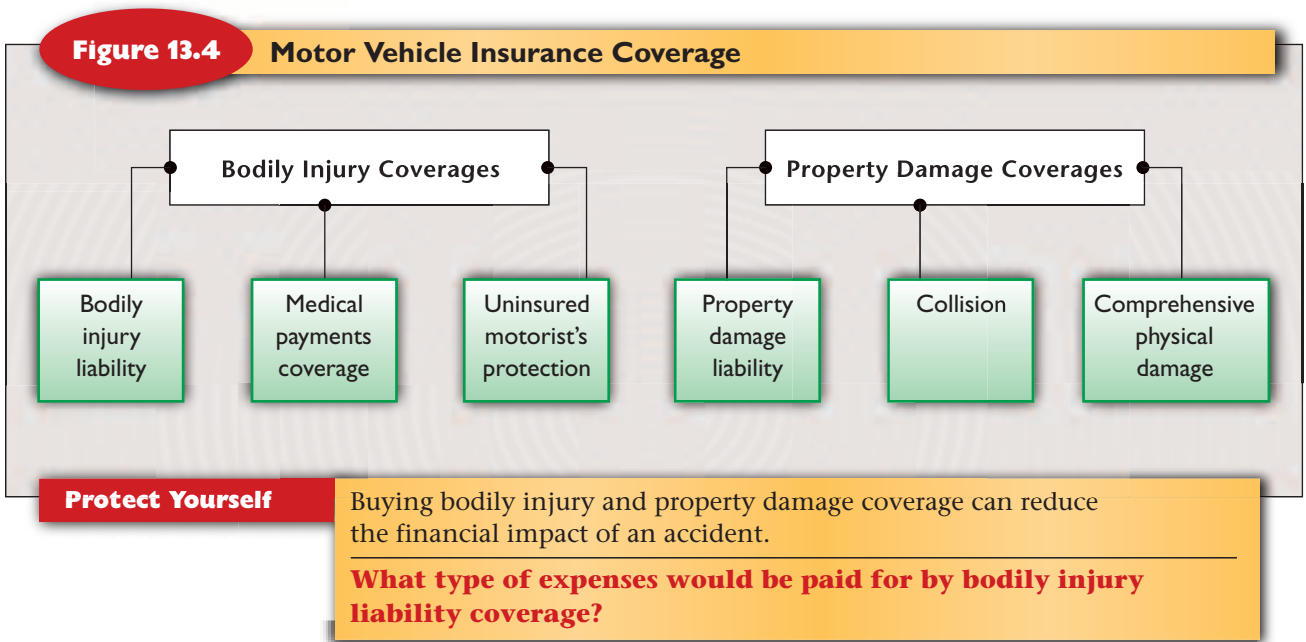 Figure 13.4
Motor Vehicle Insurance Coverage
Bodily Injury Coverages
Property Damage Coverages
Bodily
injury
liability
Medical
payments
coverage
Uninsured
motorist's
protection
Property
damage
liability
Collision
Comprehensive
physical
damage
Protect Yourself
Buying bodily injury and property damage coverage can reduce
the financial impact of an accident.
What type of expenses would be paid for by bodily injury
liability coverage?